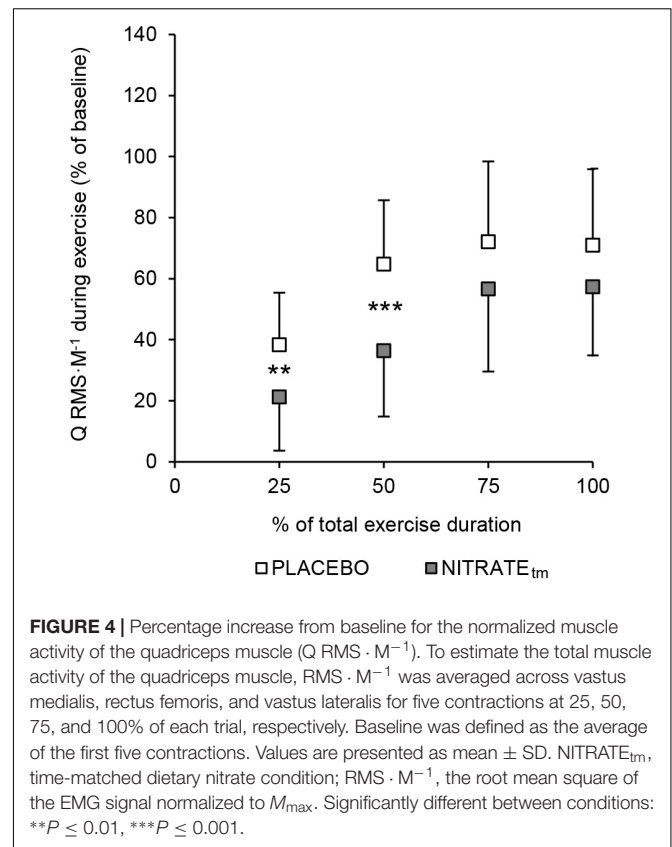 140
120
100
80
60
40
20
0
Q RMS·M-1 during exercise (% of baseline)
**
***
0 25 50 75 100
% of total exercise duration
□ PLACEBO ■ NITRATEtm
FIGURE 4 | Percentage increase from baseline for the normalized muscle
activity of the quadriceps muscle (Q RMS · M−1). To estimate the total muscle
activity of the quadriceps muscle, RMS · M−1 was averaged across vastus
medialis, rectus femoris, and vastus lateralis for five contractions at 25, 50,
75, and 100% of each trial, respectively. Baseline was defined as the average
of the first five contractions. Values are presented as mean ± SD. NITRATEtm,
time-matched dietary nitrate condition; RMS · M−1, the root mean square of
the EMG signal normalized to Mmax. Significantly different between conditions:
**P ≤ 0.01, ***P ≤ 0.001.